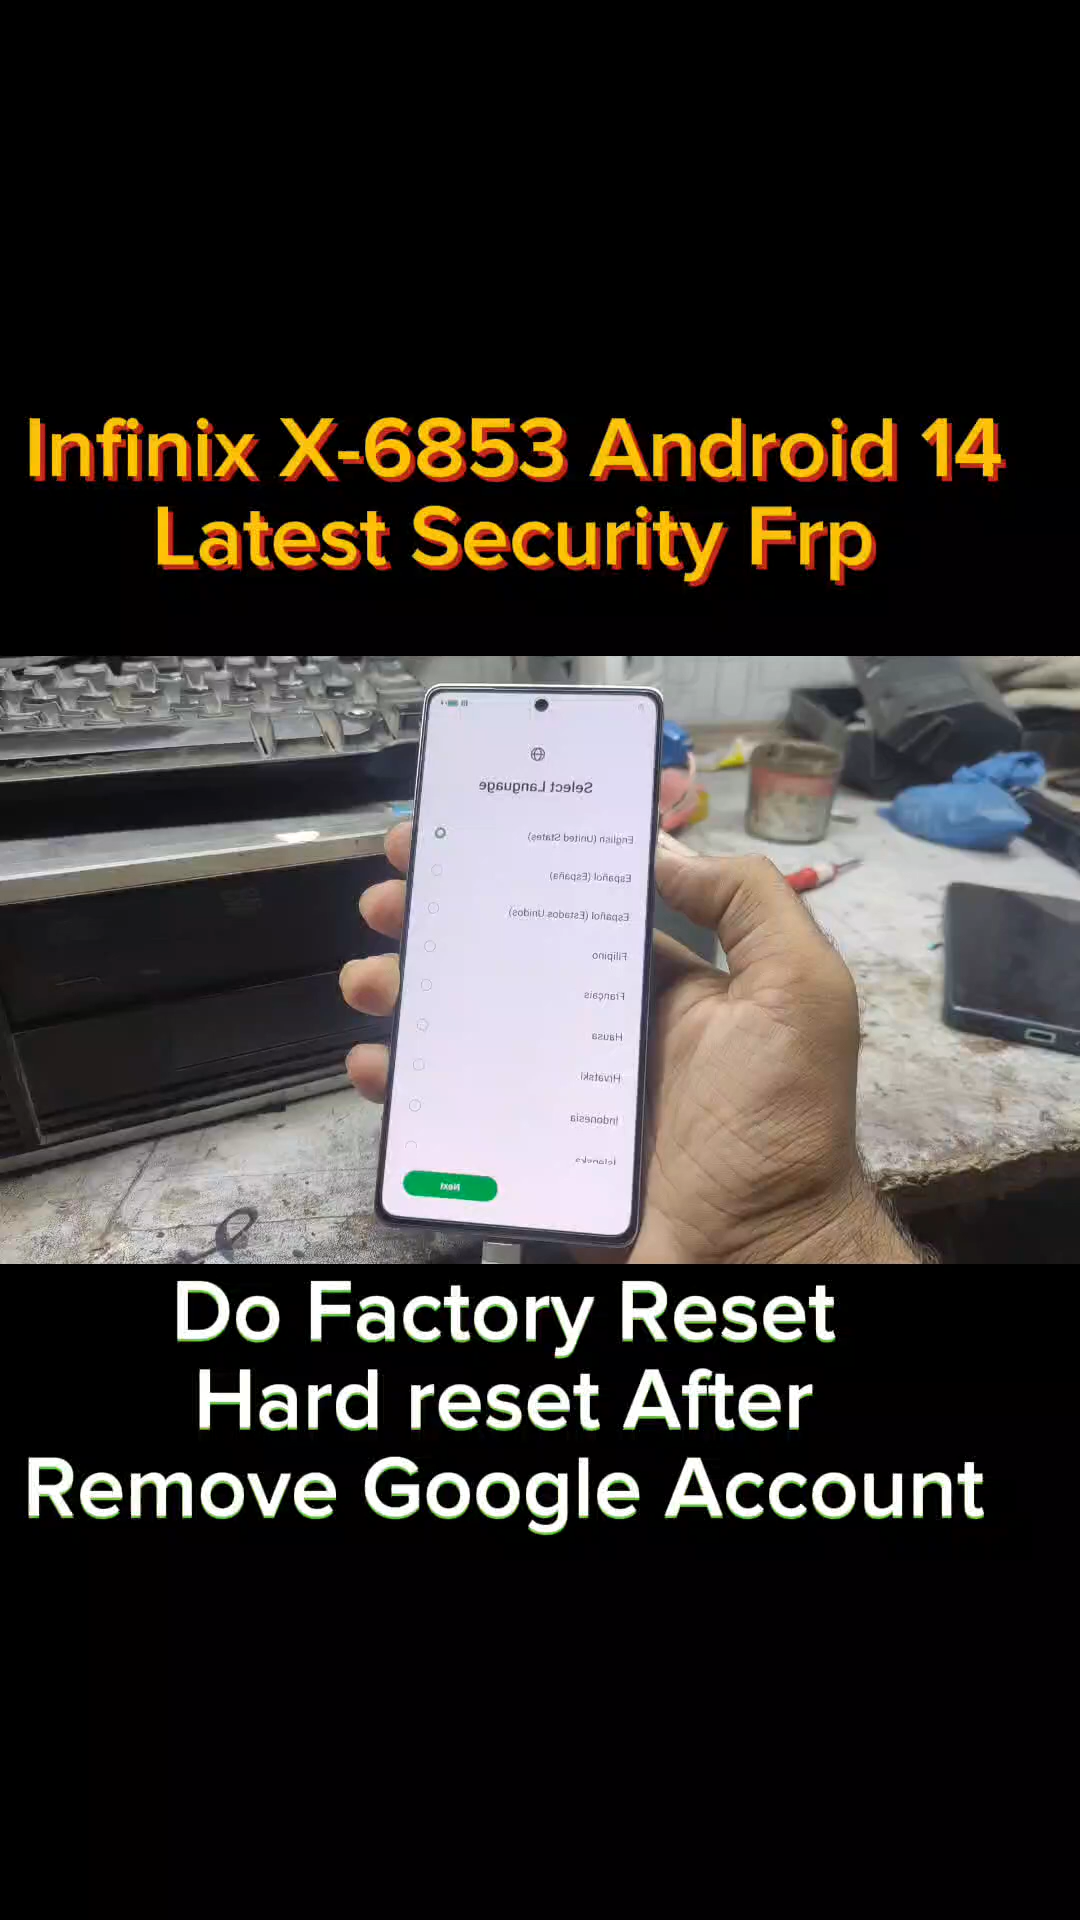 Infinix X-6853 Android 14
Latest Security Frp
Select Language
English (United States)
Español (España)
Español (Estados Unidos)
Filipino
Français
Hausa
Hrvatski
Indonesia
Next
Do Factory Reset
Hard reset After
Remove Google Account